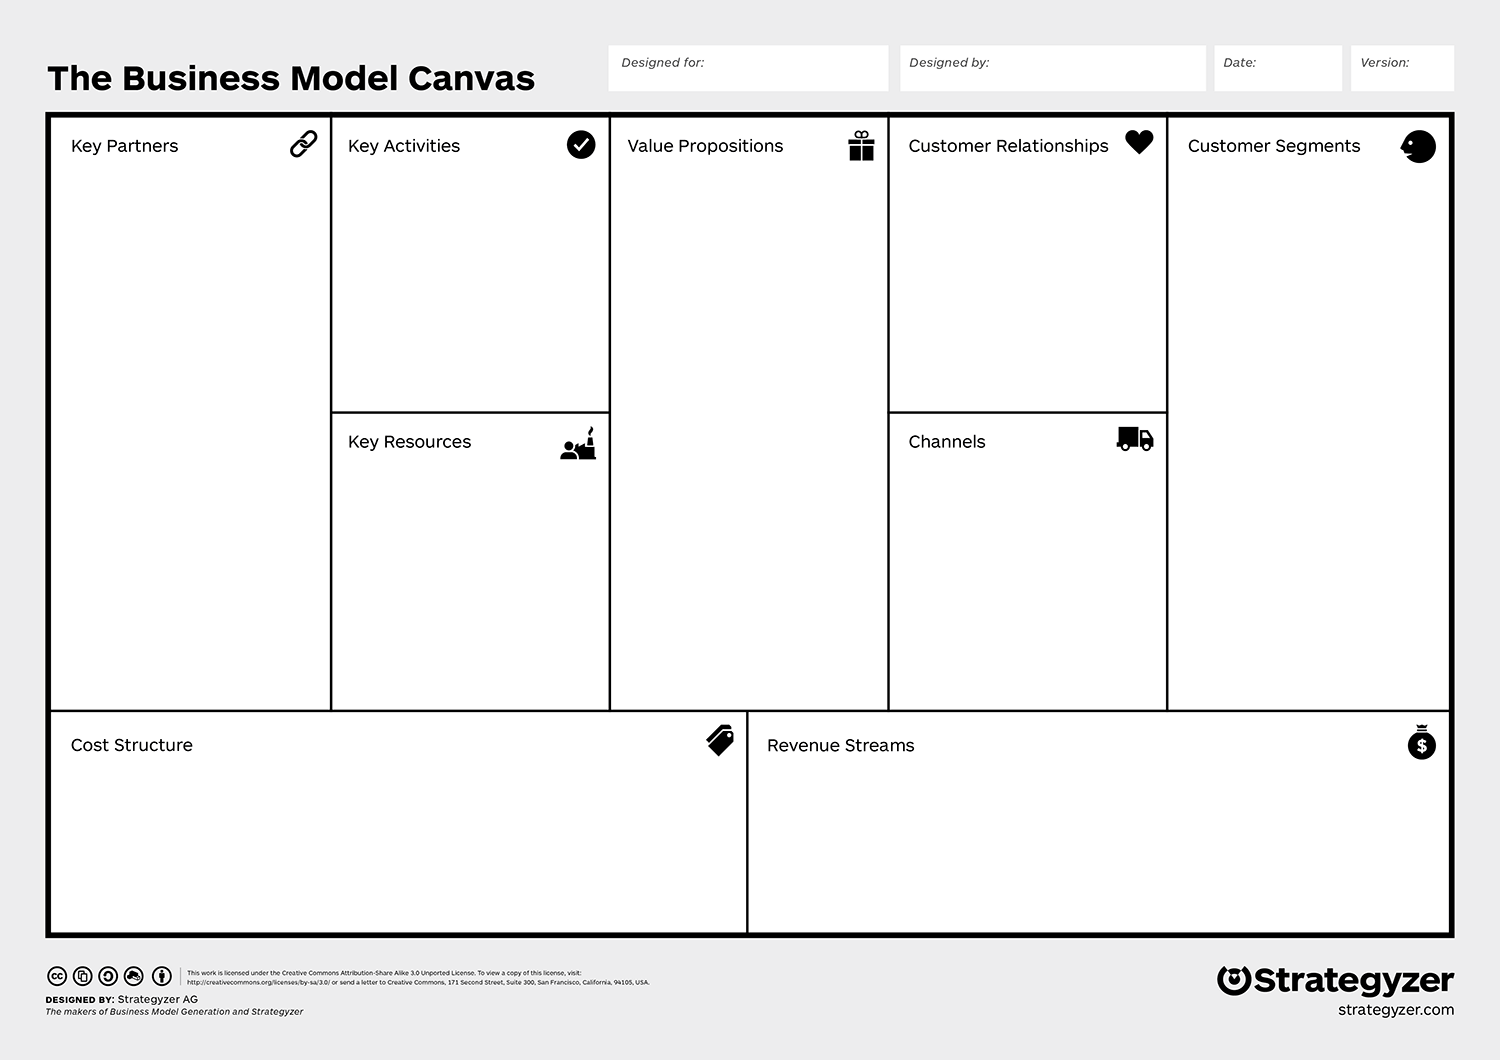 The Business Model Canvas
Designed for:
Designed by:
Date:
Version:
Key Partners
Key Activities
Value Propositions
Customer Relationships
Customer Segments
Key Resources
Channels
Cost Structure
Revenue Streams
$
cc
This work is licensed under the Creative Commons Attribution-Share Alike 3.0 Unported License. To view a copy of this license, visit:
http://creativecommons.org/licenses/by-sa/3.0/ or send a letter to Creative Commons, 171 Second Street, Suite 300, San Francisco, California, 94105, USA.
DESIGNED BY: Strategyzer AG
The makers of Business Model Generation and Strategyzer
Strategyzer
strategyzer.com